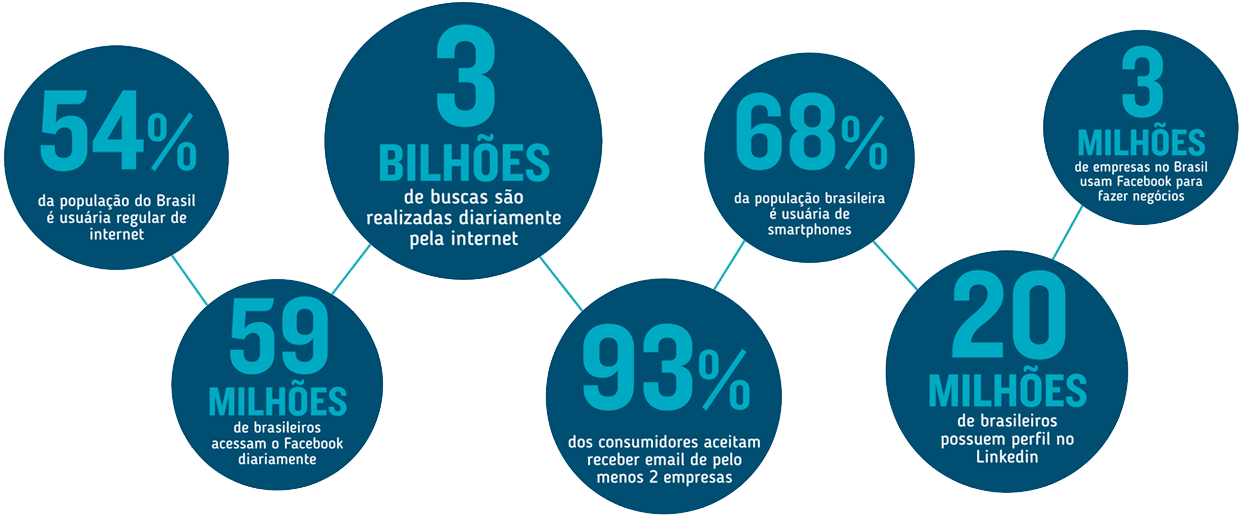 54%
da população do Brasil
é usuária regular de
internet
59
MILHÕES
de brasileiros
acessam o Facebook
diariamente
3
BILHÕES
de buscas são
realizadas diariamente
pela internet
93%
dos consumidores aceitam
receber email de pelo
menos 2 empresas
68%
da população brasileira
é usuária de
smartphones
20
MILHÕES
de brasileiros
possuem perfil no
Linkedin
3
MILHÕES
de empresas no Brasil
usam Facebook para
fazer negócios